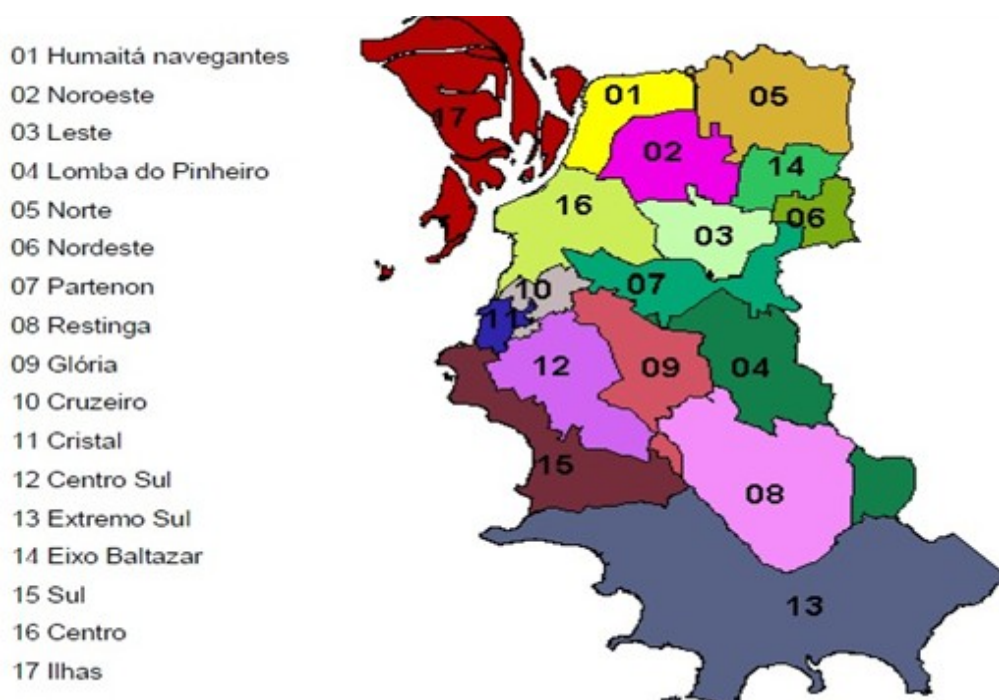 01 Humaitá navegantes
02 Noroeste
03 Leste
04 Lomba do Pinheiro
05 Norte
06 Nordeste
07 Partenon
08 Restinga
09 Glória
10 Cruzeiro
11 Cristal
12 Centro Sul
13 Extremo Sul
14 Eixo Baltazar
15 Sul
16 Centro
17 Ilhas
01
05
17
02
14
16
06
03
07
10
11
12
09
04
15
08
13